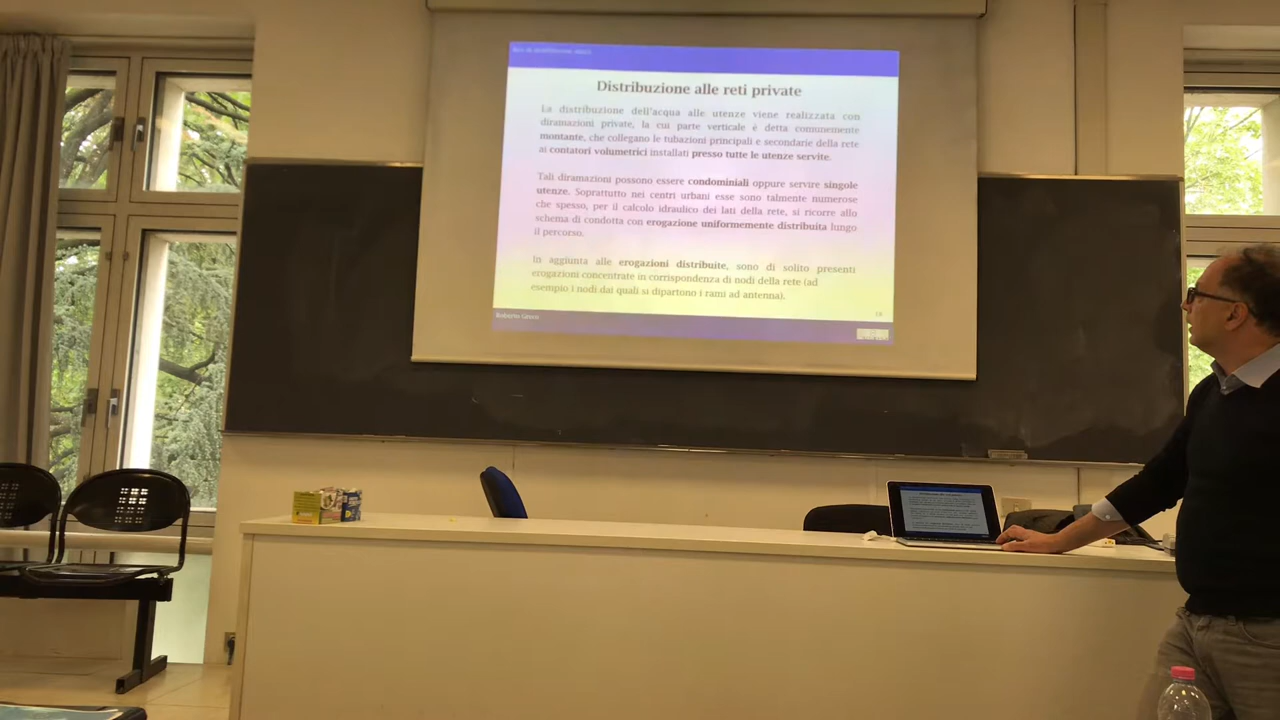 Distribuzione alle reti private
La distribuzione dell'acqua alle utenze viene realizzata con
diramazioni private, la cui parte verticale è detta comunemente
montante, che collegano le tubazioni principali e secondarie della rete
ai contatori volumetrici installati presso tutte le utenze servite.
Tali diramazioni possono essere condominiali oppure servire singole
utenze. Soprattutto nei centri urbani esse sono talmente numerose
che spesso, per il calcolo idraulico dei lati della rete, si ricorre allo
schema di condotta con erogazione uniformemente distribuita lungo
il percorso.
In aggiunta alle erogazioni distribuite, sono di solito presenti
erogazioni concentrate in corrispondenza di nodi della rete (ad
esempio i nodi dai quali si dipartono i rami ad antenna).
Roberto